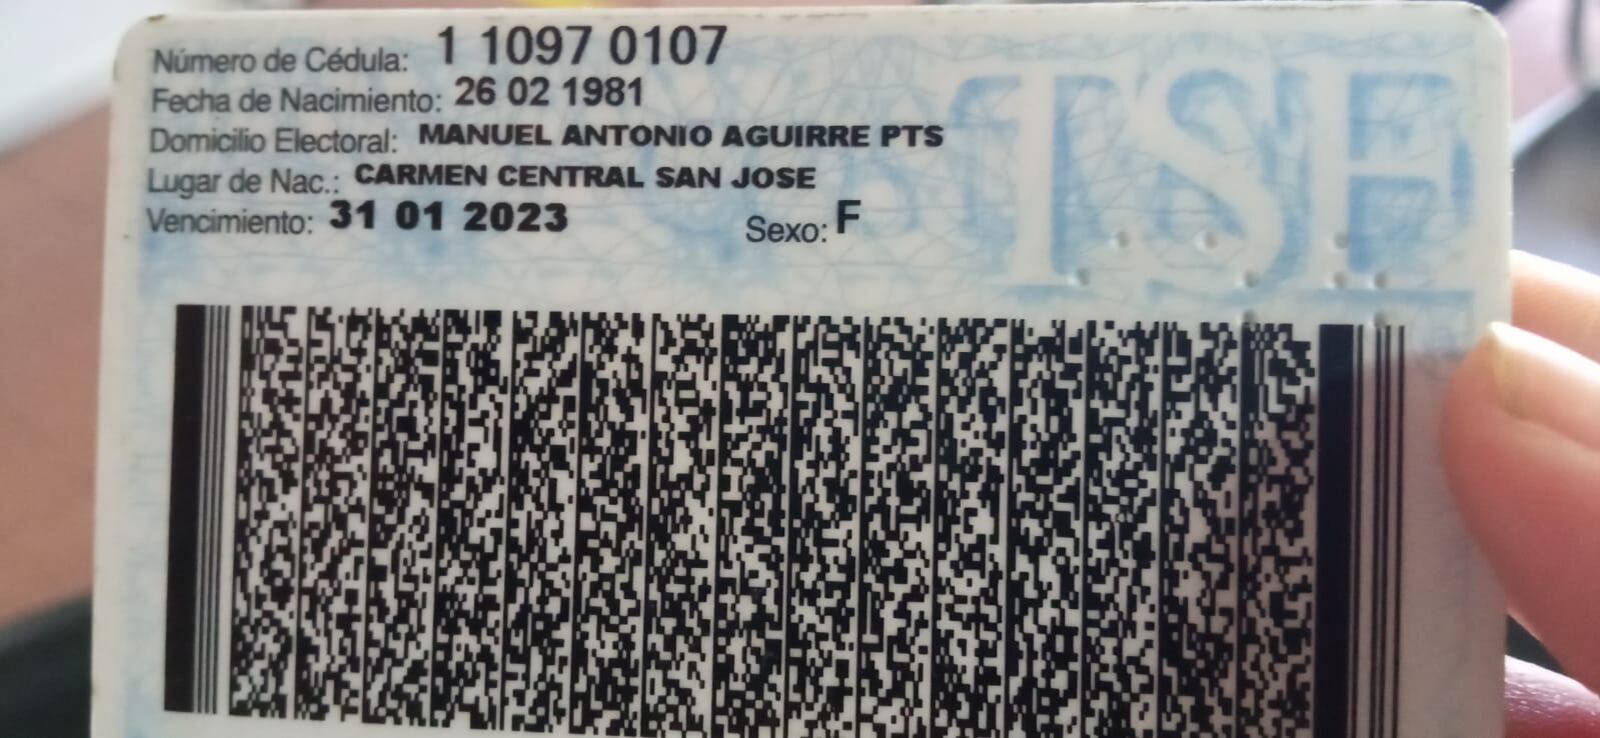 Número de Cédula: 1 1097 0107
Fecha de Nacimiento: 26 02 1981
Domicilio Electoral: MANUEL ANTONIO AGUIRRE PTS
Lugar de Nac.: CARMEN CENTRAL SAN JOSE
Vencimiento: 31 01 2023 Sexo: F
TSE